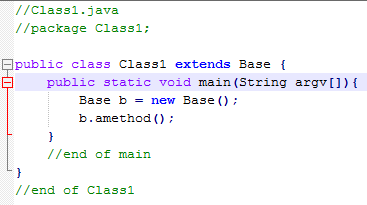 //Class1.java
//package Class1;

public class Class1 extends Base {
    public static void main(String argv[]){
        Base b = new Base();
        b.amethod();
    }
    //end of main
}
//end of Class1